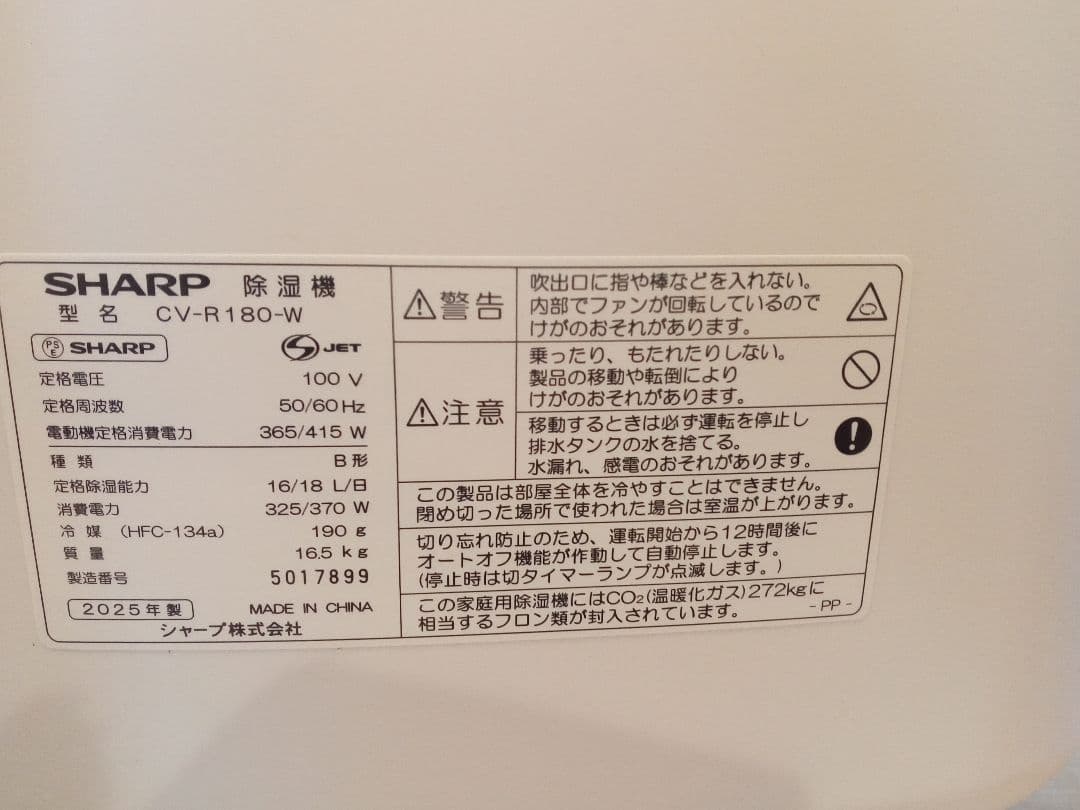 SHARP 除湿機
型名 CV-R180-W
PSE SHARP
S JET
定格電圧 100 V
定格周波数 50/60 Hz
電動機定格消費電力 365/415 W
種類 B形
定格除湿能力 16/18 L/日
消費電力 325/370 W
冷媒 (HFC-134a) 190 g
質量 16.5 kg
製造番号 5017899
2025年製 MADE IN CHINA
シャープ株式会社
警告
吹出口に指や棒などを入れない。
内部でファンが回転しているので
けがのおそれがあります。
注意
乗ったり、もたれたりしない。
製品の移動や転倒により
けがのおそれがあります。
移動するときは必ず運転を停止し
排水タンクの水を捨てる。
水漏れ、感電のおそれがあります。
この製品は部屋全体を冷やすことはできません。
閉め切った場所で使われた場合は室温が上がります。
切り忘れ防止のため、運転開始から12時間後に
オートオフ機能が作動して自動停止します。
(停止時は切タイマーランプが点滅します。)
この家庭用除湿機にはCO₂(温暖化ガス)272kgに
相当するフロン類が封入されています。
- PP -